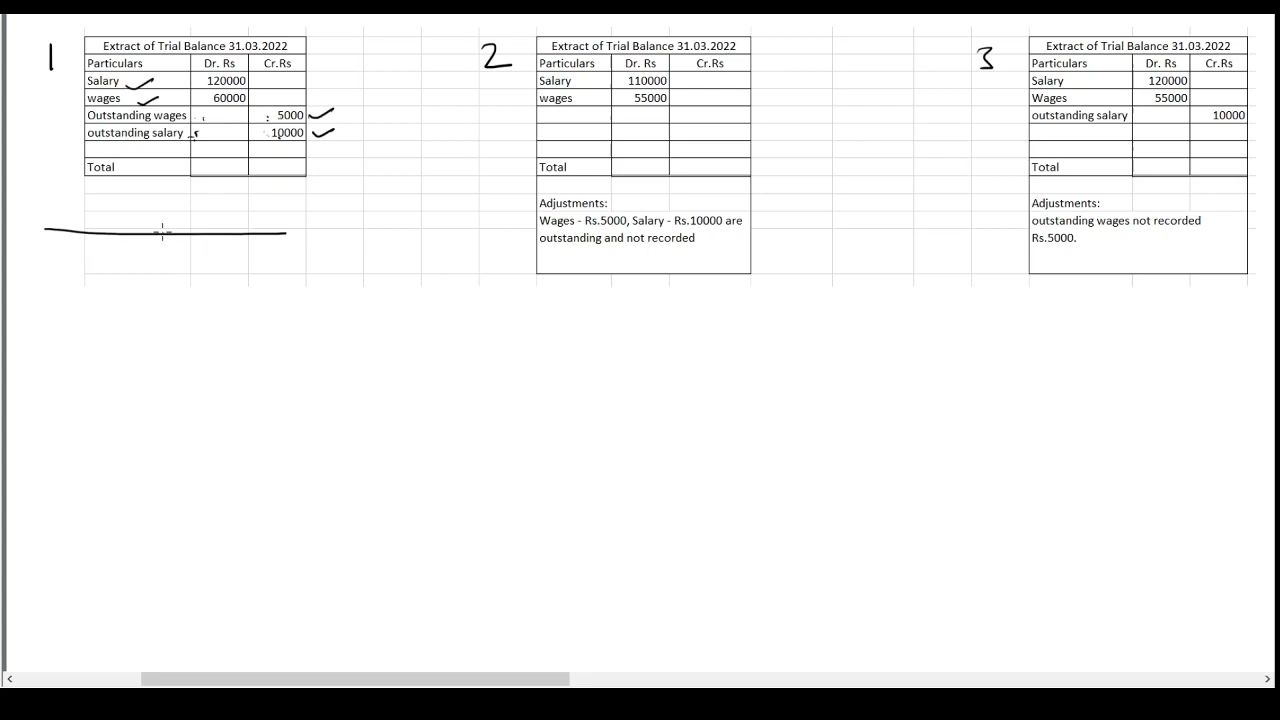 1
Extract of Trial Balance 31.03.2022
Particulars Dr. Rs Cr.Rs
Salary 120000
wages 60000
Outstanding wages 5000
outstanding salary 10000
Total
2
Extract of Trial Balance 31.03.2022
Particulars Dr. Rs Cr.Rs
Salary 110000
wages 55000
Total
Adjustments:
Wages - Rs.5000, Salary - Rs.10000 are
outstanding and not recorded
3
Extract of Trial Balance 31.03.2022
Particulars Dr. Rs Cr.Rs
Salary 120000
Wages 55000
outstanding salary 10000
Total
Adjustments:
outstanding wages not recorded
Rs.5000.